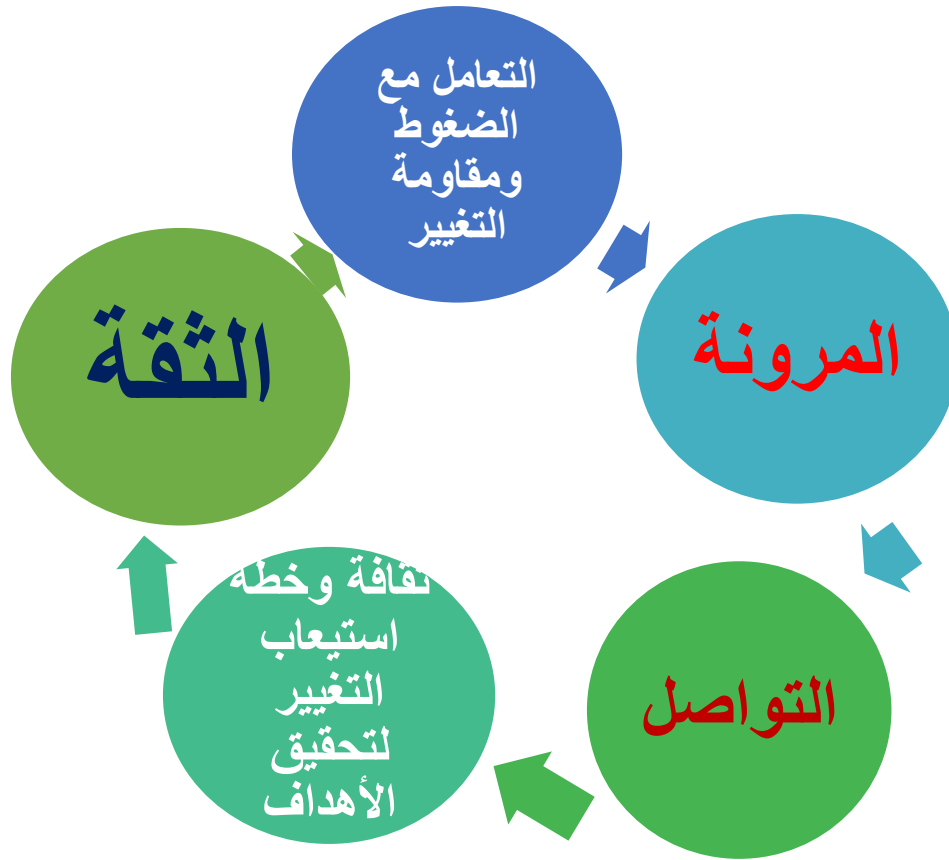 التعامل مع
الضغوط
ومقاومة
التغيير
المرونة
التواصل
ثقافة وخطة
استيعاب
التغيير
لتحقيق
الأهداف
الثقة